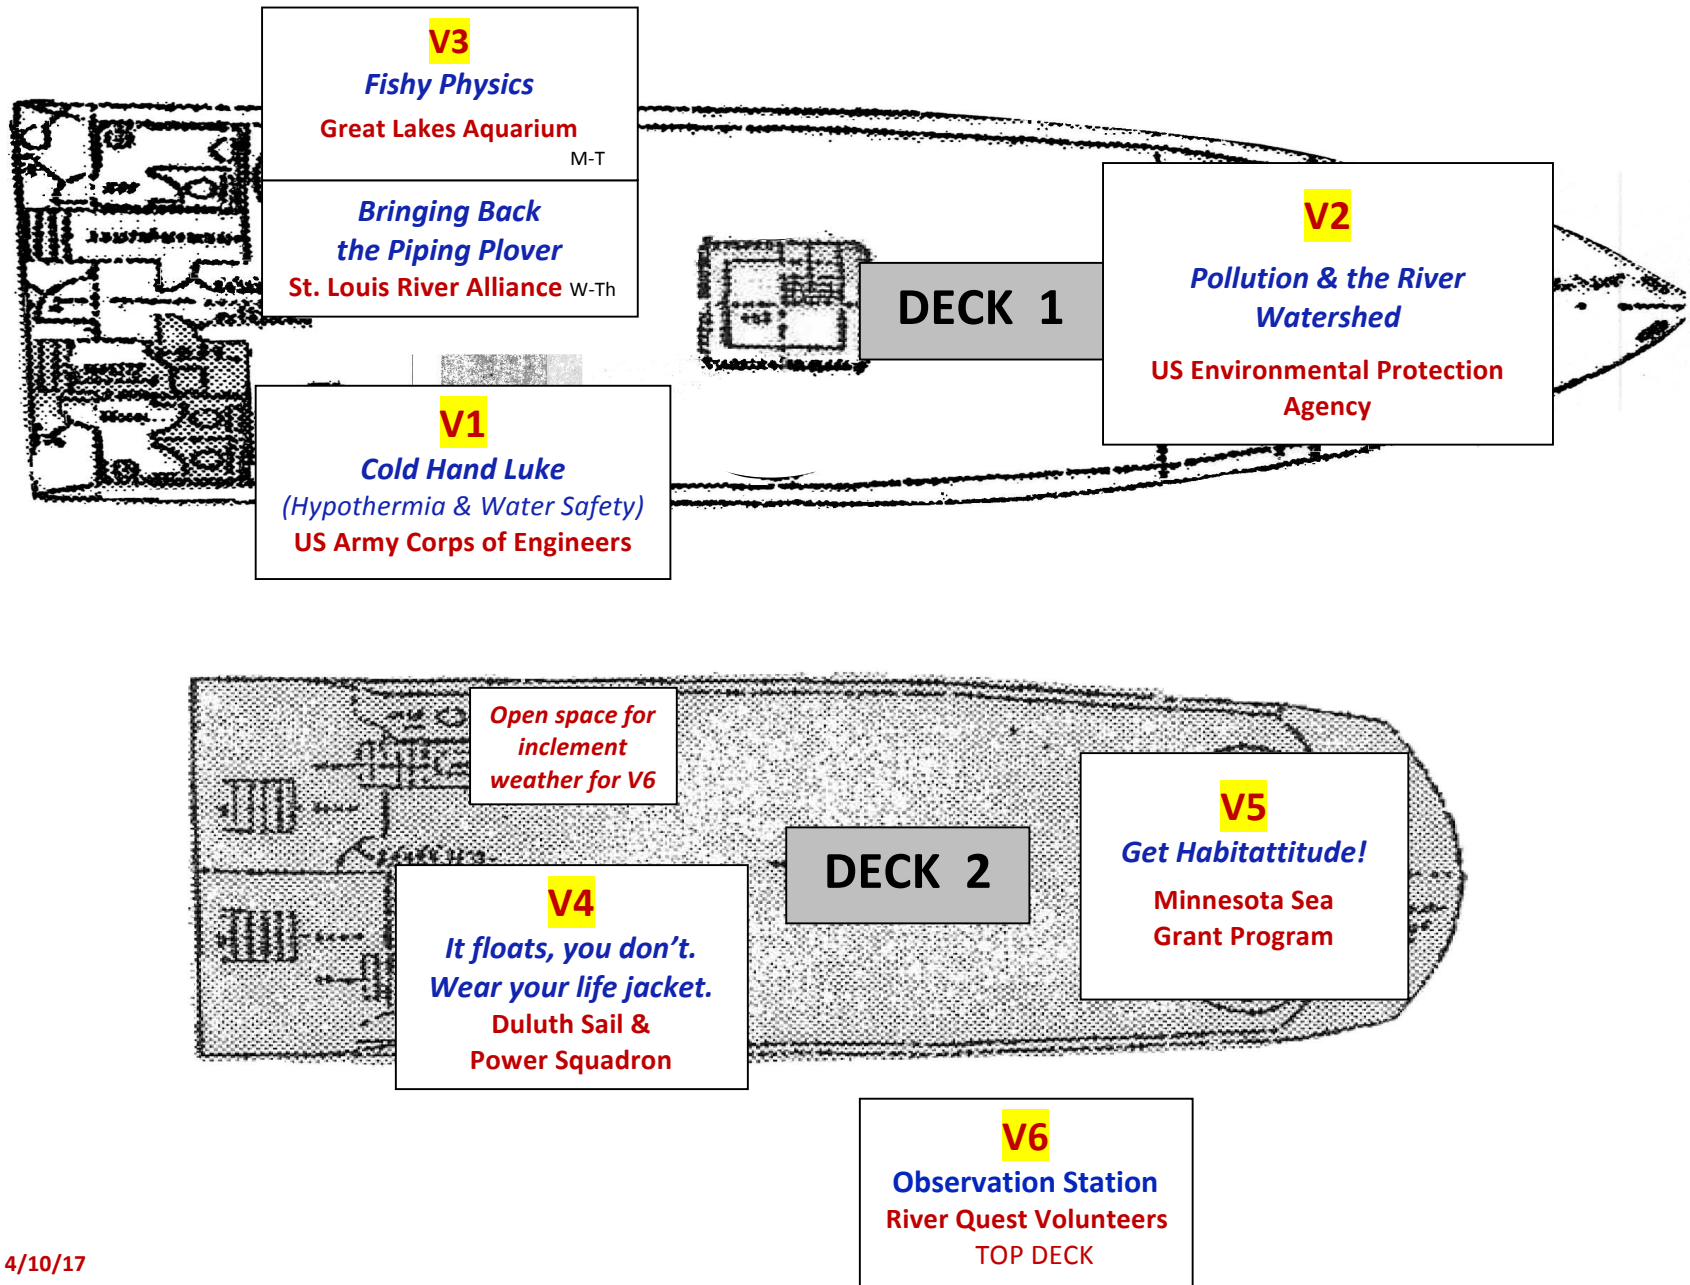 V3
Fishy Physics
Great Lakes Aquarium
M-T
Bringing Back
the Piping Plover
St. Louis River Alliance W-Th
DECK 1
V2
Pollution & the River
Watershed
US Environmental Protection
Agency
V1
Cold Hand Luke
(Hypothermia & Water Safety)
US Army Corps of Engineers
Open space for
inclement
weather for V6
DECK 2
V5
Get Habitattitude!
Minnesota Sea
Grant Program
V4
It floats, you don’t.
Wear your life jacket.
Duluth Sail &
Power Squadron
V6
Observation Station
River Quest Volunteers
TOP DECK
4/10/17